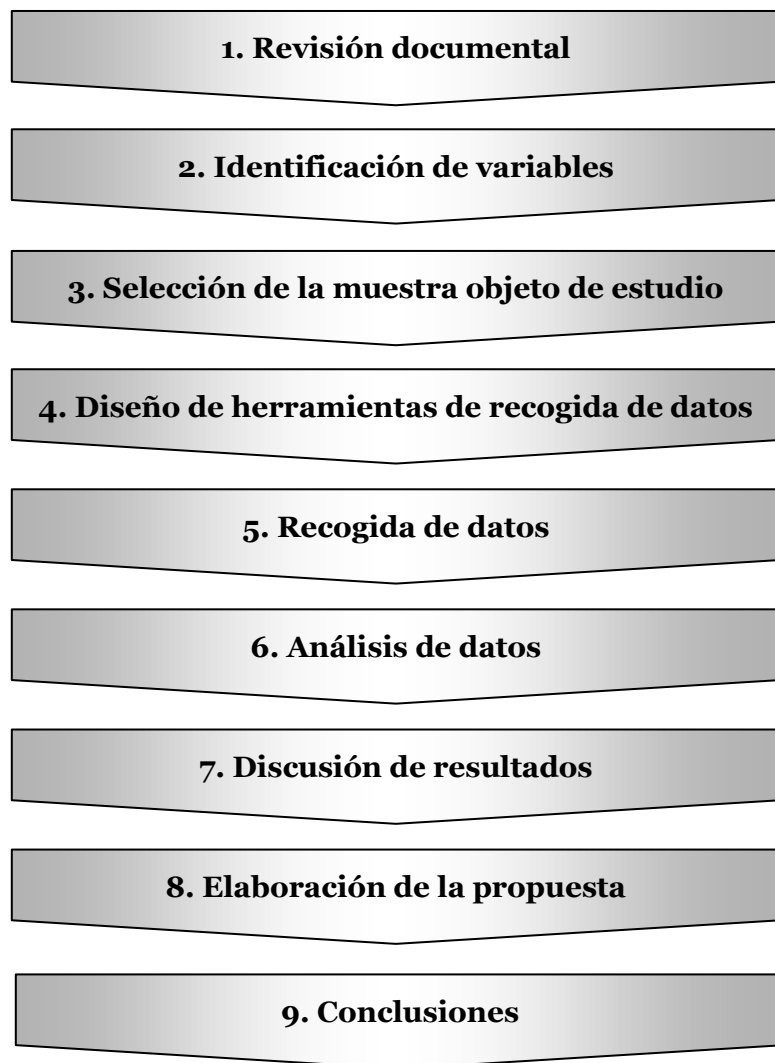 1. Revisión documental
2. Identificación de variables
3. Selección de la muestra objeto de estudio
4. Diseño de herramientas de recogida de datos
5. Recogida de datos
6. Análisis de datos
7. Discusión de resultados
8. Elaboración de la propuesta
9. Conclusiones